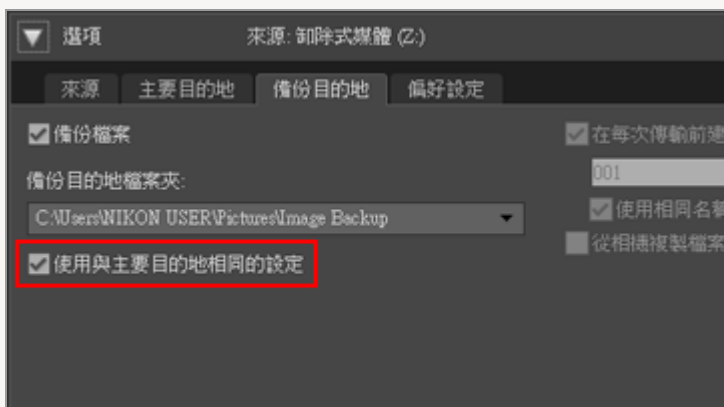 選項 來源: 卸除式媒體 (Z:)
來源 主要目的地 備份目的地 偏好設定
備份檔案
備份目的地檔案夾:
C:\Users\NIKON USER\Pictures\Image Backup
使用與主要目的地相同的設定
在每次傳輸前建
001
使用相同名稱
從相機複製檔案